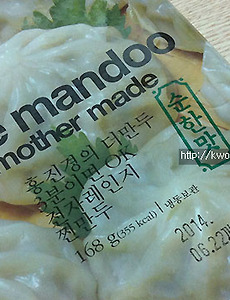 e mandoo
mother made
순한맛
http://kwo
홍진경의 더만두
3분이면 OK
전자레인지
찐만두
168 g(355 kcal) | 냉동보관
2014.
06.22